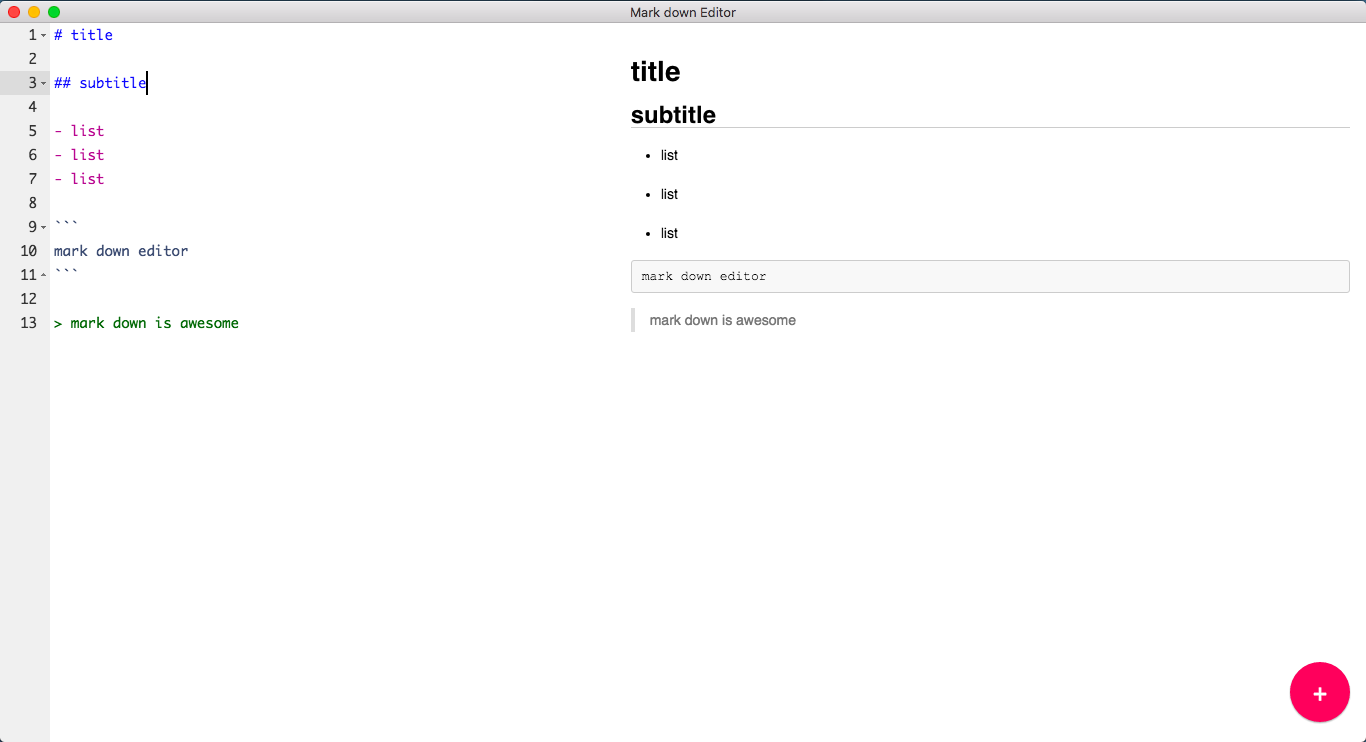 Mark down Editor
1 # title
2
3 ## subtitle
4
5 - list
6 - list
7 - list
8
9 ```
10 mark down editor
11 ```
12
13 > mark down is awesome
title
subtitle
• list
• list
• list
mark down editor
mark down is awesome
+